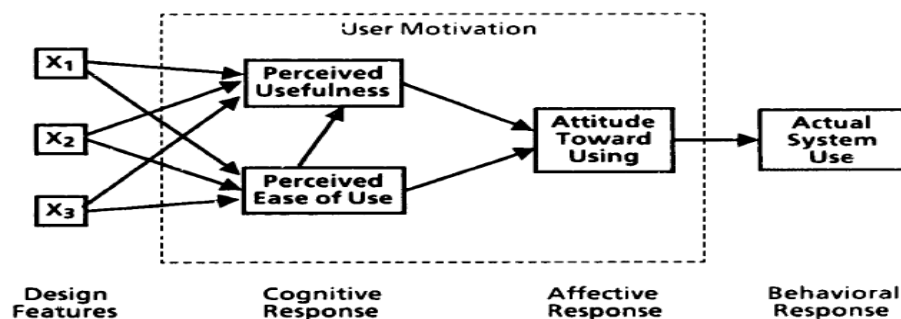 User Motivation
X1
Perceived
Usefulness
X2
Attitude
Toward
Using
Actual
System
Use
X3
Perceived
Ease of Use
Design
Features
Cognitive
Response
Affective
Response
Behavioral
Response